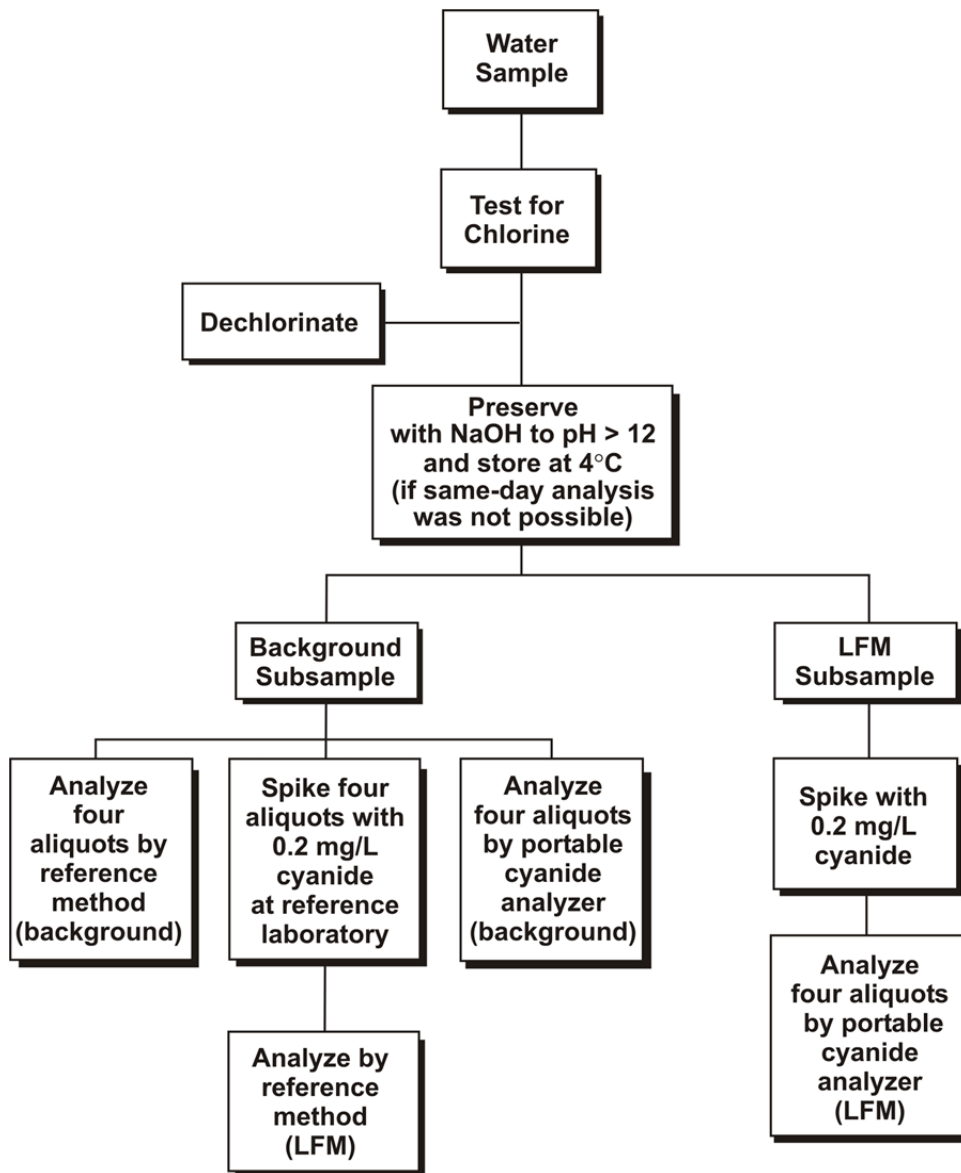 Water
Sample
Test for
Chlorine
Dechlorinate
Preserve
with NaOH to pH > 12
and store at 4°C
(if same-day analysis
was not possible)
Background
Subsample
LFM
Subsample
Analyze
four
aliquots by
reference
method
(background)
Spike four
aliquots with
0.2 mg/L
cyanide
at reference
laboratory
Analyze
four aliquots
by portable
cyanide
analyzer
(background)
Spike with
0.2 mg/L
cyanide
Analyze by
reference
method
(LFM)
Analyze
four aliquots
by portable
cyanide
analyzer
(LFM)